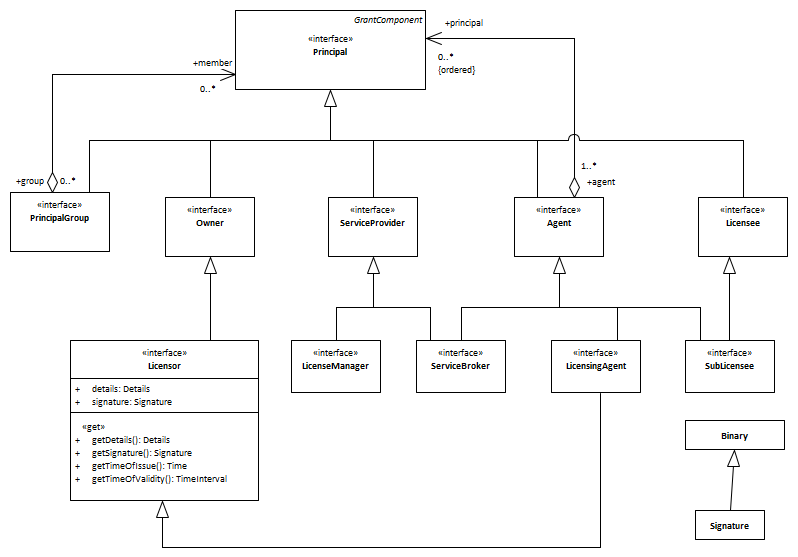 GrantComponent
«interface»
Principal
+principal
0..*
{ordered}
+member
0..*
+group
0..*
1..*
+agent
«interface»
PrincipalGroup
«interface»
Owner
«interface»
ServiceProvider
«interface»
Agent
«interface»
Licensee
«interface»
Licensor
+ details: Details
+ signature: Signature
«get»
+ getDetails(): Details
+ getSignature(): Signature
+ getTimeOfIssue(): Time
+ getTimeOfValidity(): TimeInterval
«interface»
LicenseManager
«interface»
ServiceBroker
«interface»
LicensingAgent
«interface»
SubLicensee
Binary
Signature